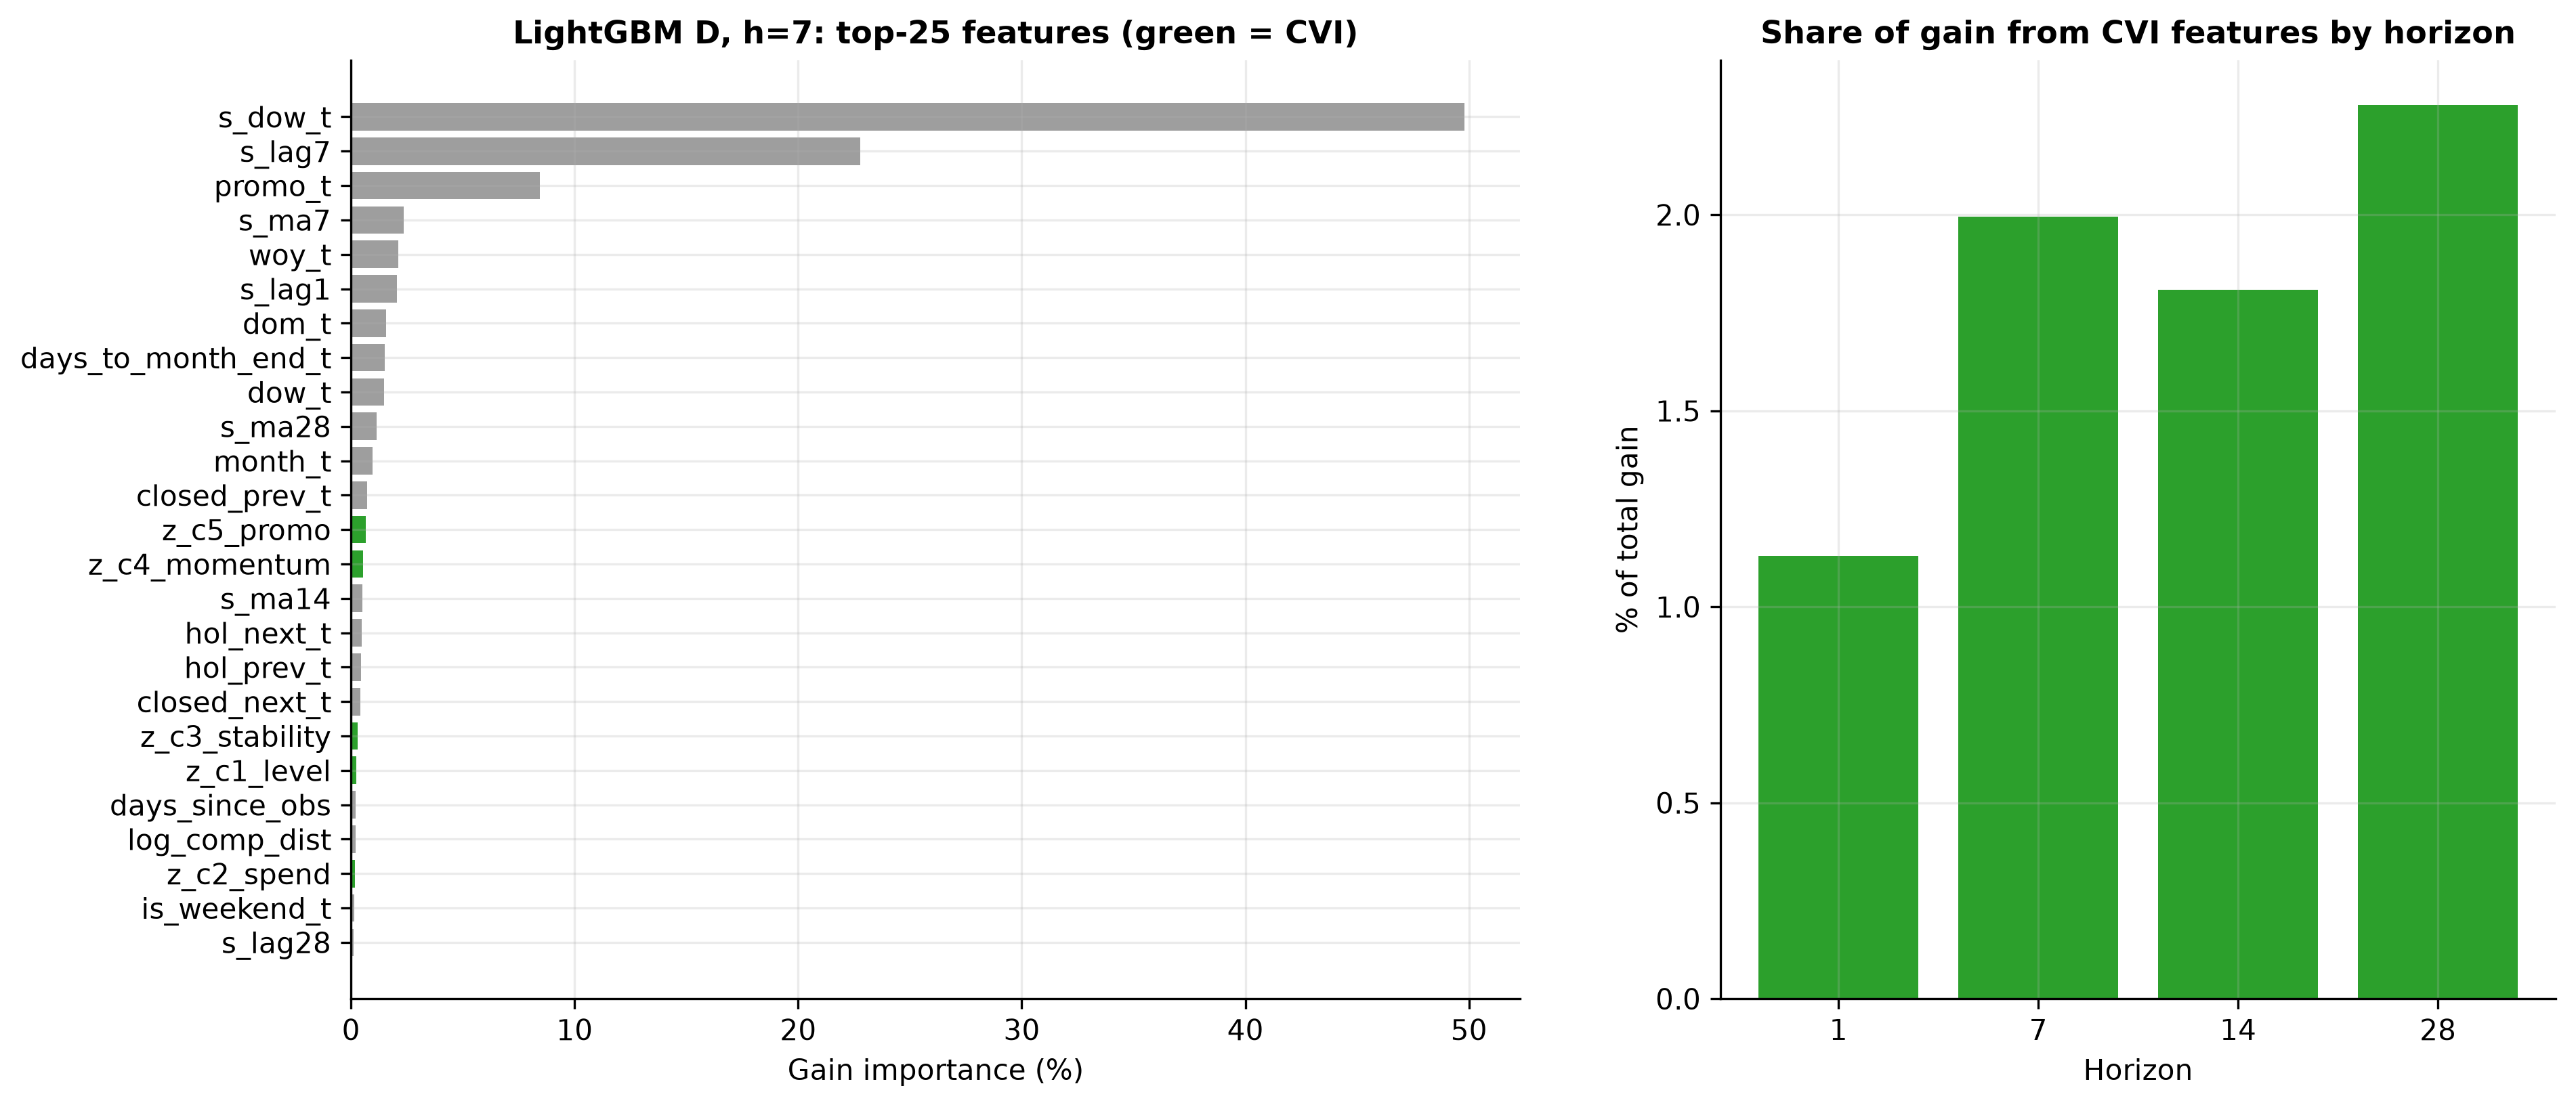 LightGBM D, h=7: top-25 features (green = CVI)
s_dow_t
s_lag7
promo_t
s_ma7
woy_t
s_lag1
dom_t
days_to_month_end_t
dow_t
s_ma28
month_t
closed_prev_t
z_c5_promo
z_c4_momentum
s_ma14
hol_next_t
hol_prev_t
closed_next_t
z_c3_stability
z_c1_level
days_since_obs
log_comp_dist
z_c2_spend
is_weekend_t
s_lag28
0 10 20 30 40 50
Gain importance (%)
Share of gain from CVI features by horizon
% of total gain
2.0
1.5
1.0
0.5
0.0
1 7 14 28
Horizon